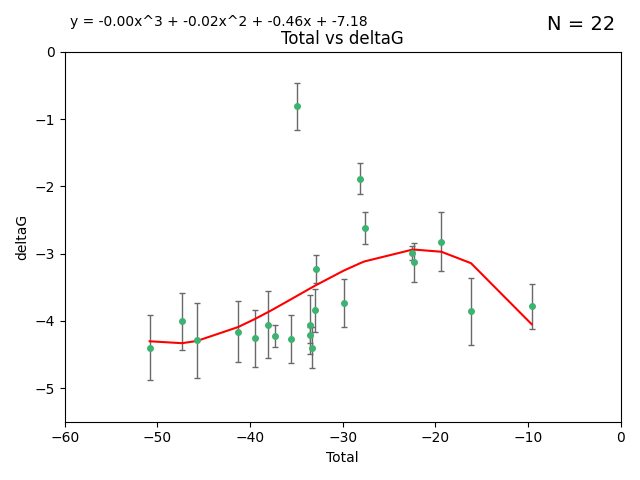 y = -0.00x^3 + -0.02x^2 + -0.46x + -7.18
N = 22
Total vs deltaG
0
−1
−2
−3
−4
−5
deltaG
−60 −50 −40 −30 −20 −10 0
Total